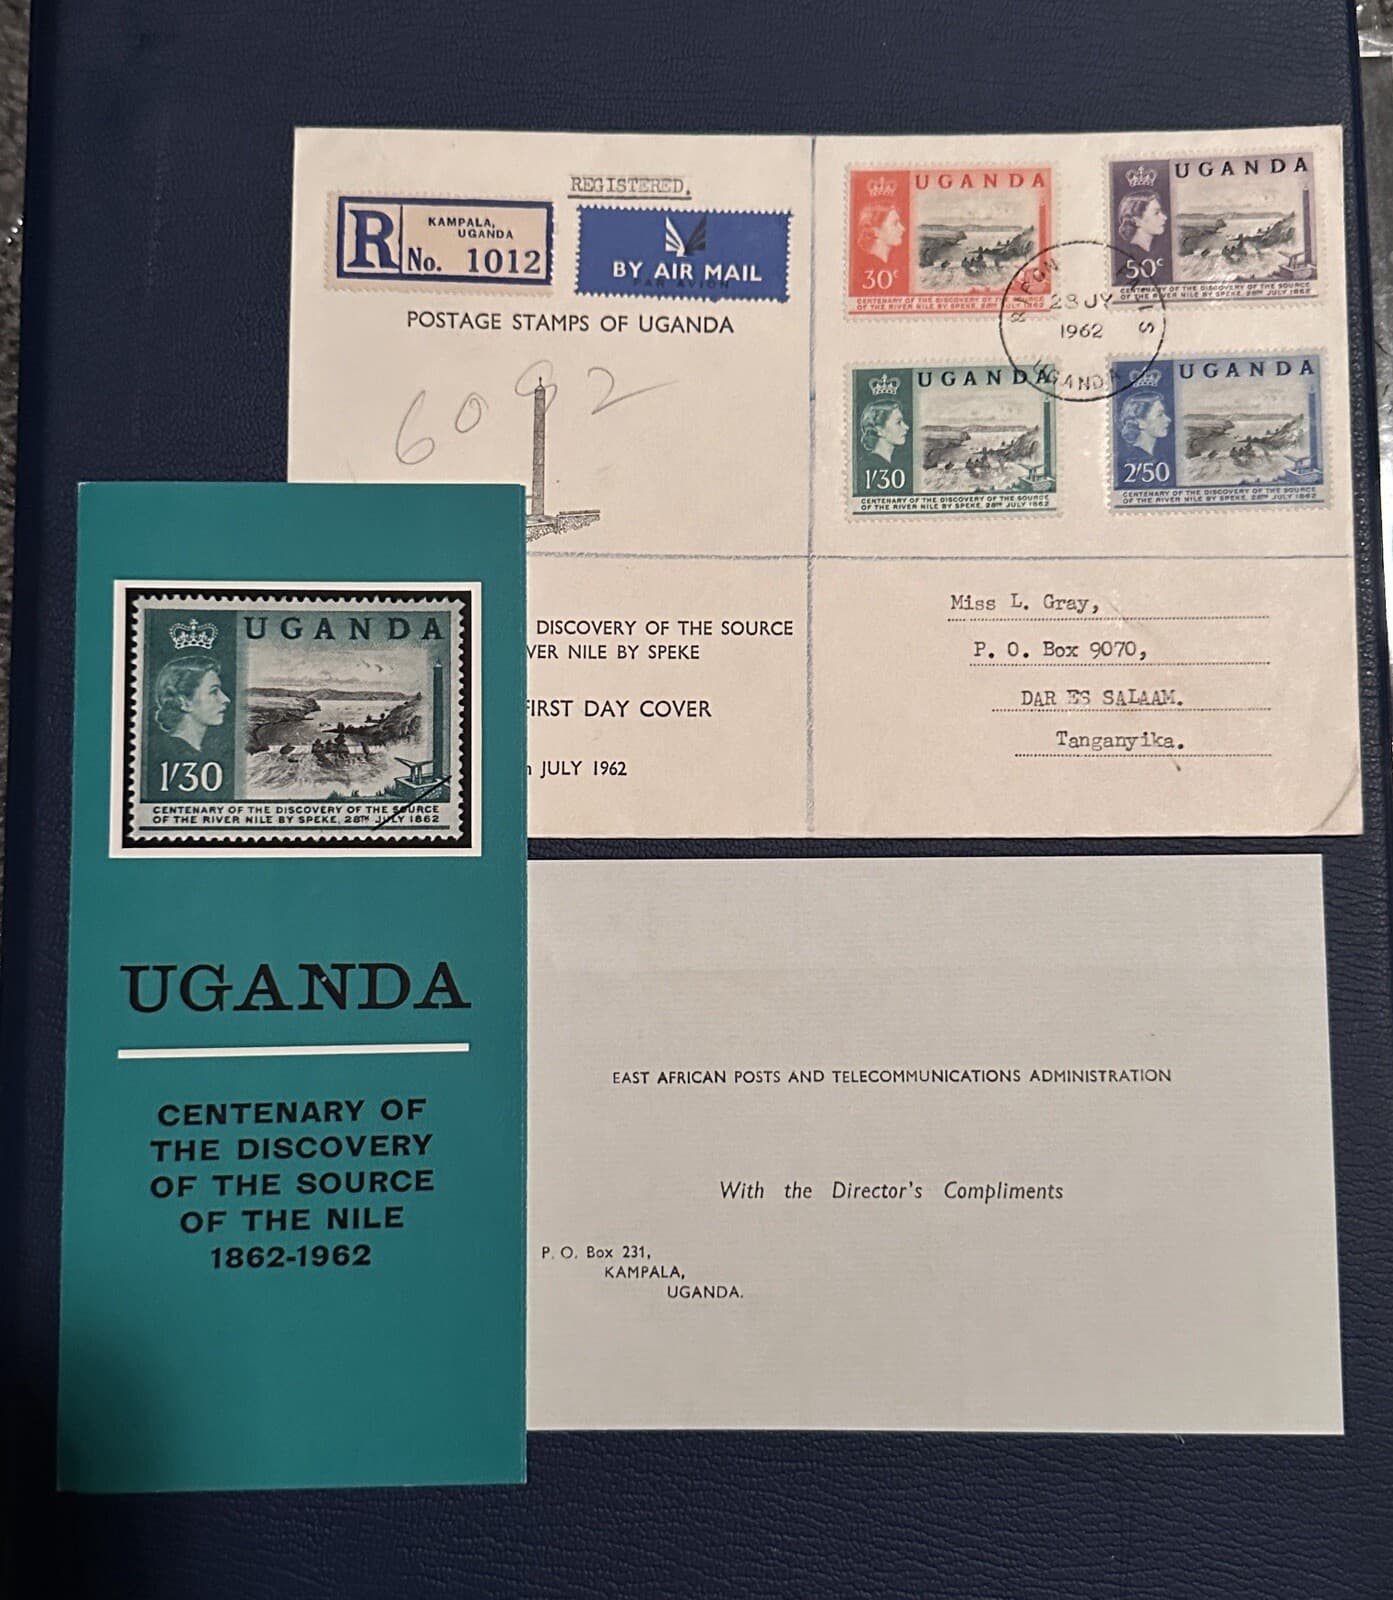 REGISTERED.
R
KAMPALA,
UGANDA
No. 1012
BY AIR MAIL
PAR AVION
POSTAGE STAMPS OF UGANDA
6092
DISCOVERY OF THE SOURCE
VER NILE BY SPEKE
FIRST DAY COVER
JULY 1962
UGANDA
30c
CENTENARY OF THE DISCOVERY OF THE SOURCE
OF THE RIVER NILE BY SPEKE, 28TH JULY 1862
UGANDA
50c
CENTENARY OF THE DISCOVERY OF THE SOURCE
OF THE RIVER NILE BY SPEKE, 28TH JULY 1862
28 JY
1962
UGANDA
UGANDA
1/30
CENTENARY OF THE DISCOVERY OF THE SOURCE
OF THE RIVER NILE BY SPEKE, 28TH JULY 1862
UGANDA
2/50
CENTENARY OF THE DISCOVERY OF THE SOURCE
OF THE RIVER NILE BY SPEKE, 28TH JULY 1862
Miss L. Gray,
P. O. Box 9070,
DAR ES SALAAM.
Tanganyika.
UGANDA
1/30
CENTENARY OF THE DISCOVERY OF THE SOURCE
OF THE RIVER NILE BY SPEKE, 28TH JULY 1862
UGANDA
CENTENARY OF
THE DISCOVERY
OF THE SOURCE
OF THE NILE
1862-1962
EAST AFRICAN POSTS AND TELECOMMUNICATIONS ADMINISTRATION
With the Director's Compliments
P. O. Box 231,
KAMPALA,
UGANDA.